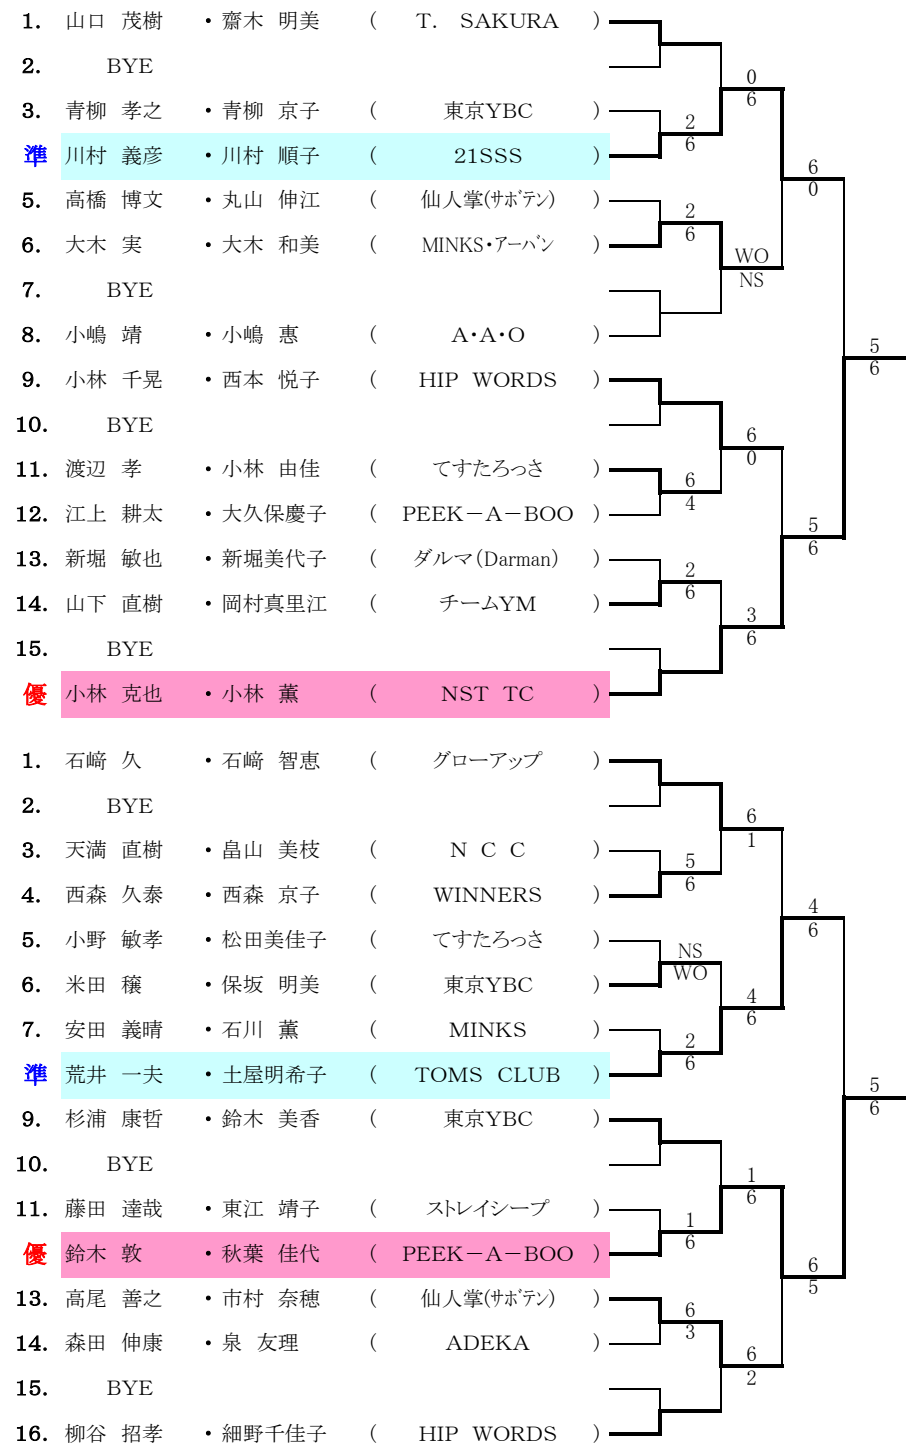 1. 山口 茂樹 ・齋木 明美 ( T. SAKURA )
2. BYE
0
6
3. 青柳 孝之 ・青柳 京子 ( 東京YBC )
2
6
準 川村 義彦 ・川村 順子 ( 21SSS )
6
0
5. 高橋 博文 ・丸山 伸江 ( 仙人掌(サボテン) )
2
6
6. 大木 実 ・大木 和美 ( MINKS・アーバン )
WO
NS
7. BYE
8. 小嶋 靖 ・小嶋 惠 ( A・A・O )
5
6
9. 小林 千晃 ・西本 悦子 ( HIP WORDS )
10. BYE
6
0
11. 渡辺 孝 ・小林 由佳 ( てすたろっさ )
6
4
12. 江上 耕太 ・大久保慶子 ( PEEK-A-BOO )
5
6
13. 新堀 敏也 ・新堀美代子 ( ダルマ(Darman) )
2
6
14. 山下 直樹 ・岡村真里江 ( チームYM )
3
6
15. BYE
優 小林 克也 ・小林 薫 ( NST TC )
1. 石﨑 久 ・石﨑 智恵 ( グローアップ )
2. BYE
6
1
3. 天満 直樹 ・畠山 美枝 ( N C C )
5
6
4. 西森 久泰 ・西森 京子 ( WINNERS )
4
6
5. 小野 敏孝 ・松田美佳子 ( てすたろっさ )
NS
WO
6. 米田 穣 ・保坂 明美 ( 東京YBC )
4
6
7. 安田 義晴 ・石川 薫 ( MINKS )
2
6
準 荒井 一夫 ・土屋明希子 ( TOMS CLUB )
5
6
9. 杉浦 康哲 ・鈴木 美香 ( 東京YBC )
10. BYE
1
6
11. 藤田 達哉 ・東江 靖子 ( ストレイシープ )
1
6
優 鈴木 敦 ・秋葉 佳代 ( PEEK-A-BOO )
6
5
13. 高尾 善之 ・市村 奈穂 ( 仙人掌(サボテン) )
6
3
14. 森田 伸康 ・泉 友理 ( ADEKA )
6
2
15. BYE
16. 柳谷 招孝 ・細野千佳子 ( HIP WORDS )